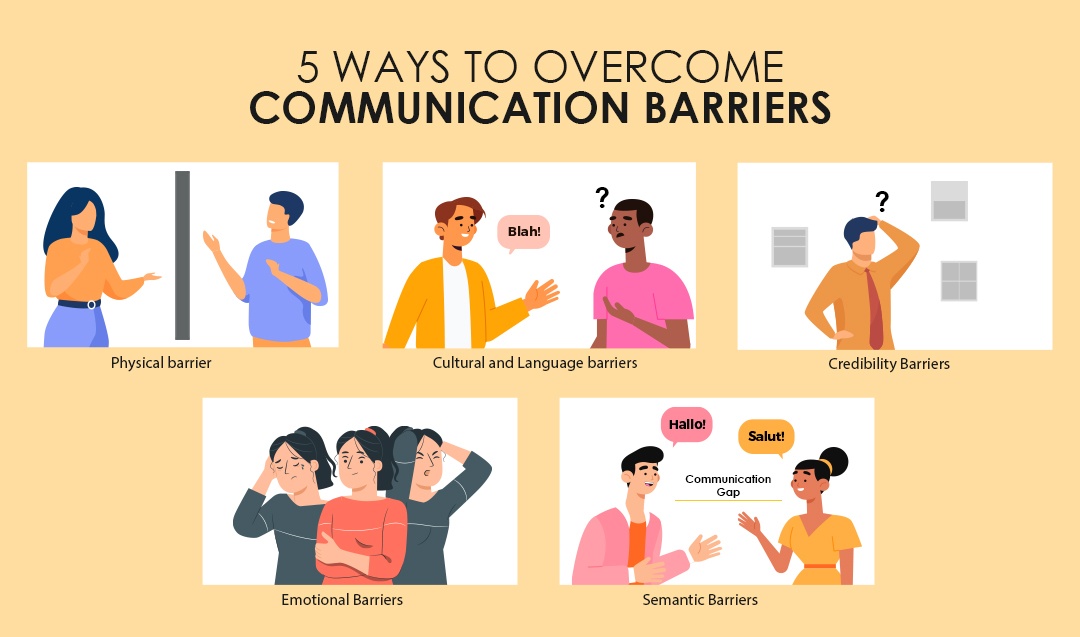 5 WAYS TO OVERCOME
COMMUNICATION BARRIERS
?
Blah!
?
Physical barrier
Cultural and Language barriers
Credibility Barriers
Hallo!
Salut!
Communication
Gap
Emotional Barriers
Semantic Barriers